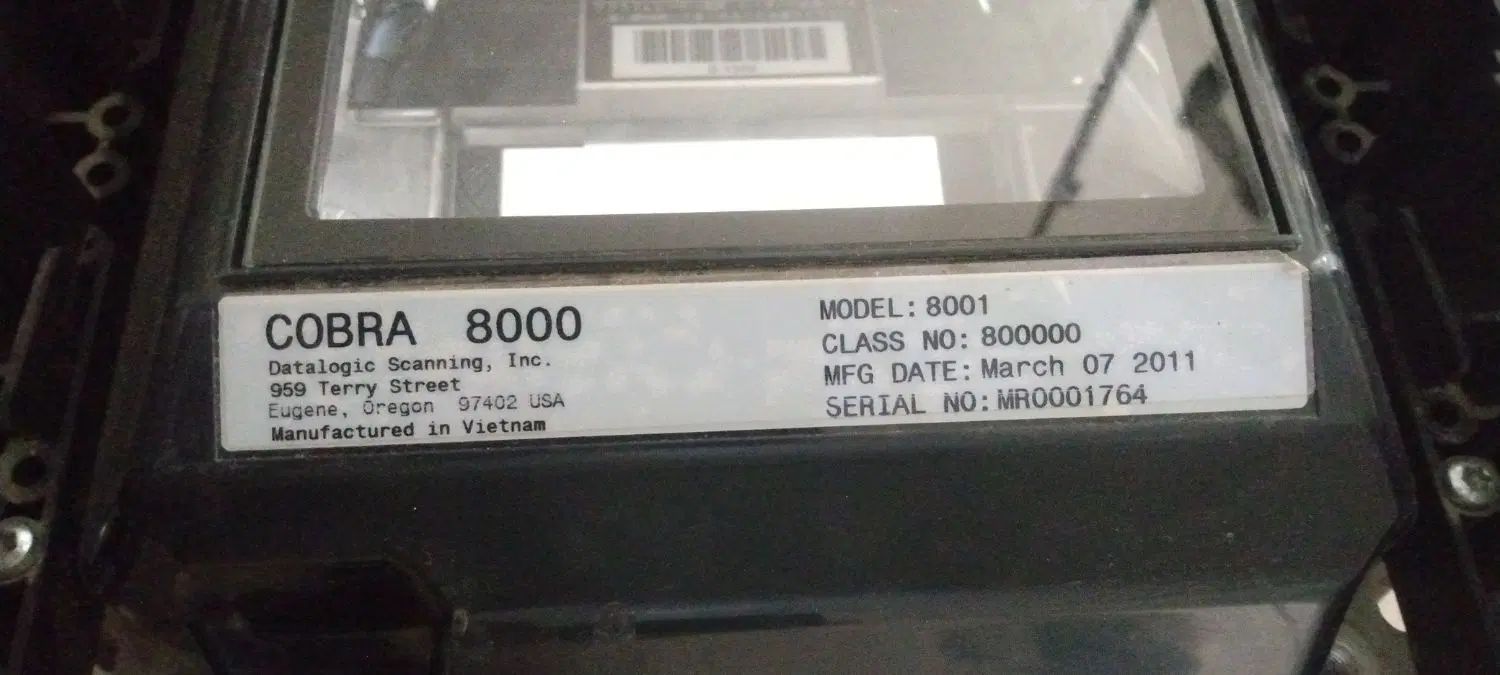 COBRA 8000
Datalogic Scanning, Inc.
959 Terry Street
Eugene, Oregon 97402 USA
Manufactured in Vietnam
MODEL: 8001
CLASS NO: 800000
MFG DATE: March 07 2011
SERIAL NO: MR0001764